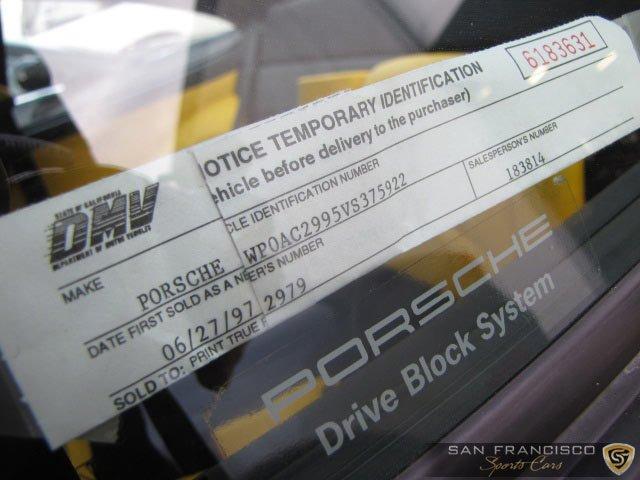 6183631
OTICE TEMPORARY IDENTIFICATION
ehicle before delivery to the purchaser)
STATE OF CALIFORNIA
DMV
DEPARTMENT OF MOTOR VEHICLES
CLE IDENTIFICATION NUMBER
SALESPERSON'S NUMBER
MAKE PORSCHE WP0AC2995VS375922 183814
DATE FIRST SOLD AS A NE ER'S NUMBER
06/27/97 2979
SOLD TO: PRINT TRUE F
PORSCHE
Drive Block System
SAN FRANCISCO
Sports Cars